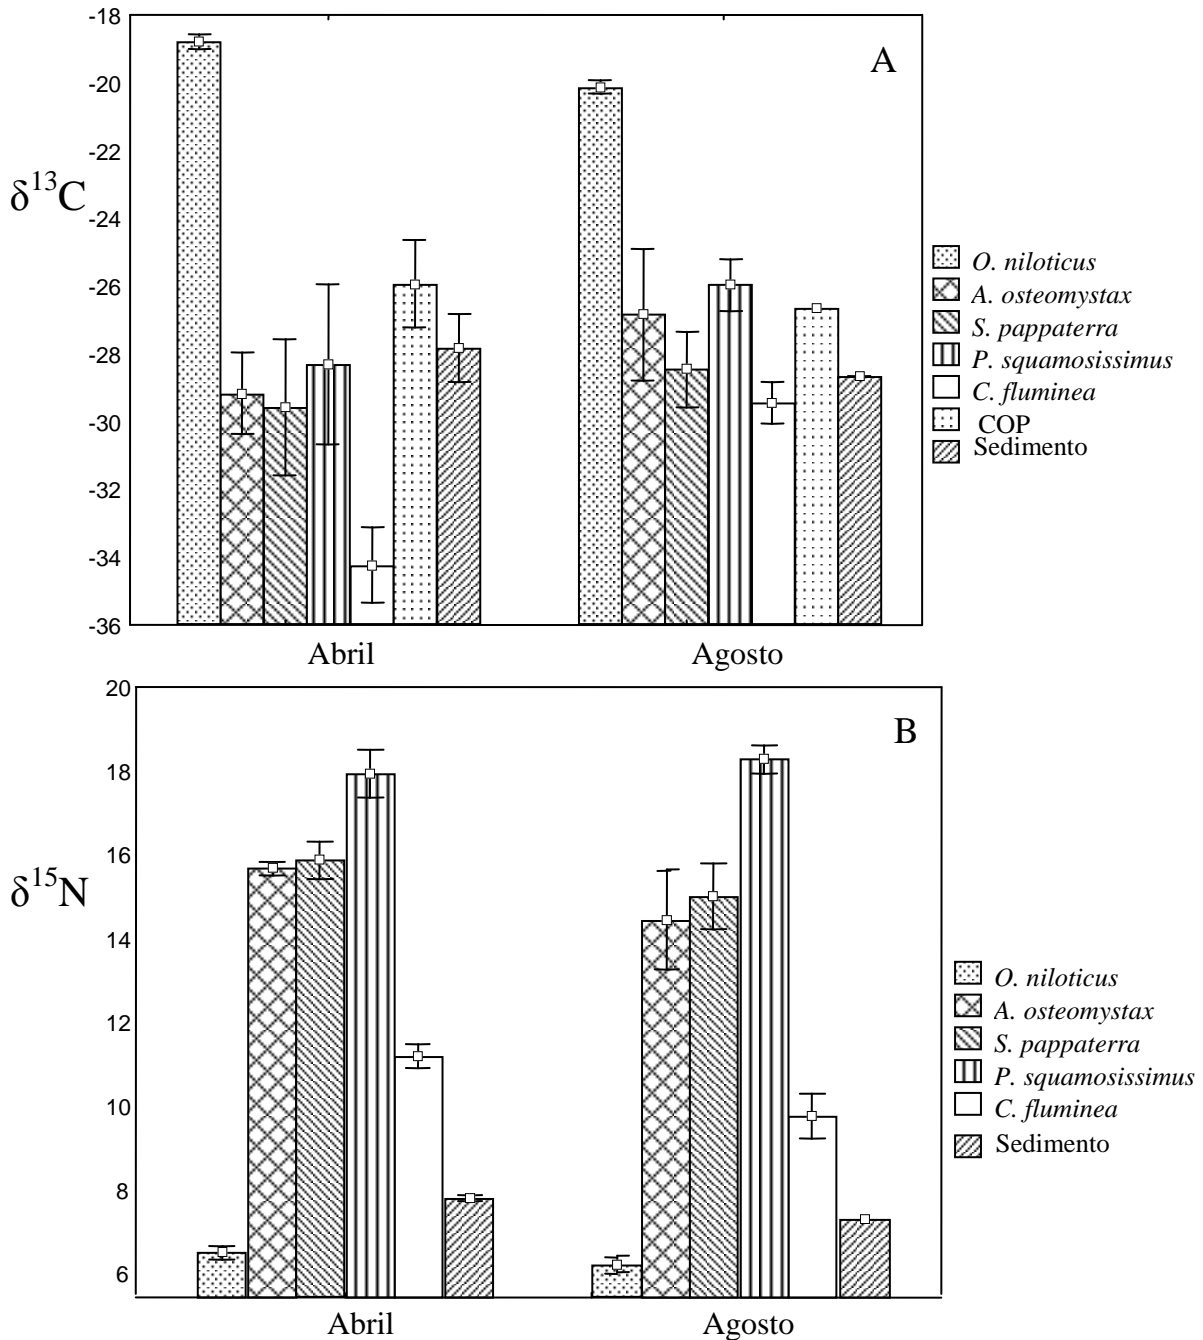 -18
-20
-22
-24
-26
-28
-30
-32
-34
-36
δ¹³C
A
Abril
Agosto
O. niloticus
A. osteomystax
S. pappaterra
P. squamosissimus
C. fluminea
COP
Sedimento
20
18
16
14
12
10
8
6
δ¹⁵N
B
Abril
Agosto
O. niloticus
A. osteomystax
S. pappaterra
P. squamosissimus
C. fluminea
Sedimento